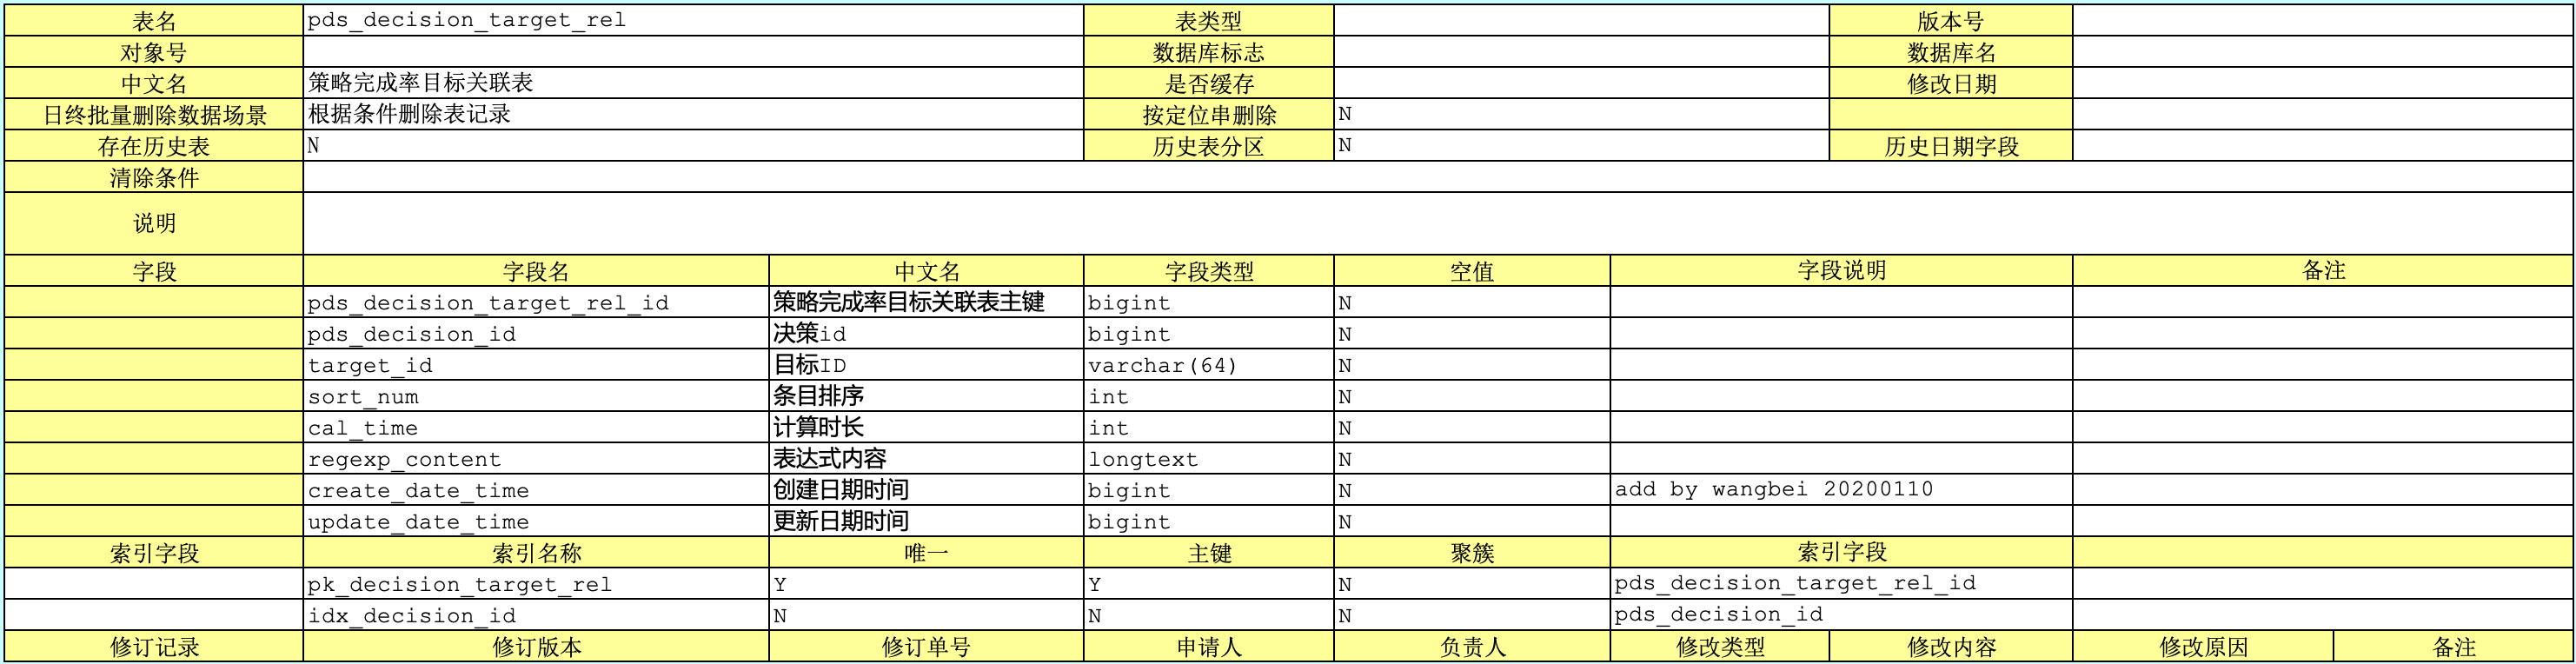 表名 pds_decision_target_rel 表类型 版本号
对象号 数据库标志 数据库名
中文名 策略完成率目标关联表 是否缓存 修改日期
日终批量删除数据场景 根据条件删除表记录 按定位串删除 N
存在历史表 N 历史表分区 N 历史日期字段
清除条件
说明
字段 字段名 中文名 字段类型 空值 字段说明 备注
pds_decision_target_rel_id 策略完成率目标关联表主键 bigint N
pds_decision_id 决策id bigint N
target_id 目标ID varchar(64) N
sort_num 条目排序 int N
cal_time 计算时长 int N
regexp_content 表达式内容 longtext N
create_date_time 创建日期时间 bigint N add by wangbei 20200110
update_date_time 更新日期时间 bigint N
索引字段 索引名称 唯一 主键 聚簇 索引字段
pk_decision_target_rel Y Y N pds_decision_target_rel_id
idx_decision_id N N N pds_decision_id
修订记录 修订版本 修订单号 申请人 负责人 修改类型 修改内容 修改原因 备注